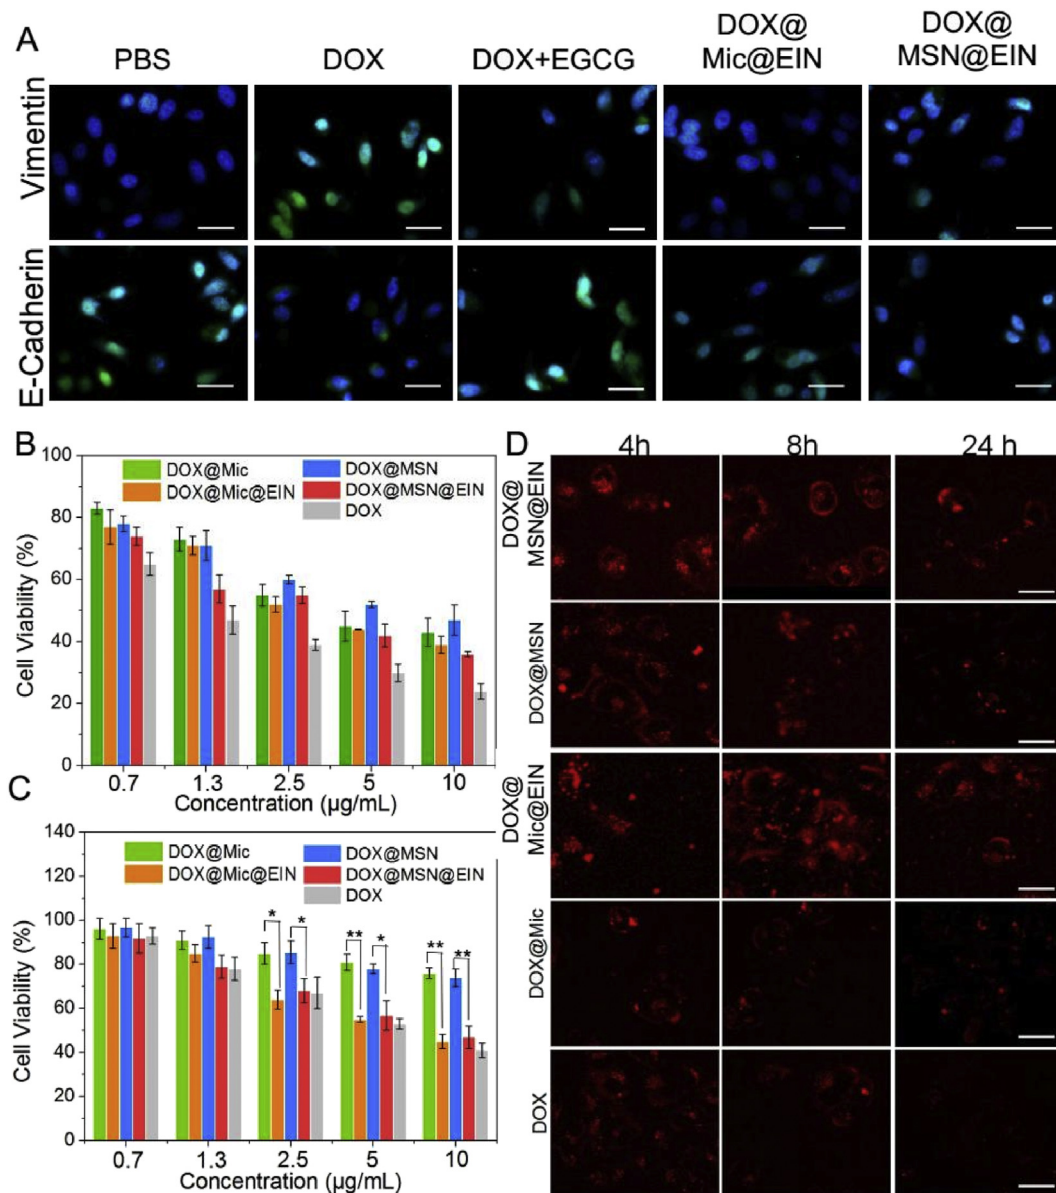 A
PBS
DOX
DOX+EGCG
DOX@
Mic@EIN
DOX@
MSN@EIN
Vimentin
E-Cadherin
B
100
80
60
40
20
0
Cell Viability (%)
DOX@Mic
DOX@Mic@EIN
DOX@MSN
DOX@MSN@EIN
DOX
0.7 1.3 2.5 5 10
Concentration (µg/mL)
C
140
120
100
80
60
40
20
0
Cell Viability (%)
DOX@Mic
DOX@Mic@EIN
DOX@MSN
DOX@MSN@EIN
DOX
* * ** * ** **
0.7 1.3 2.5 5 10
Concentration (µg/mL)
D
4h 8h 24 h
DOX@
MSN@EIN
DOX@MSN
DOX@
Mic@EIN
DOX@Mic
DOX